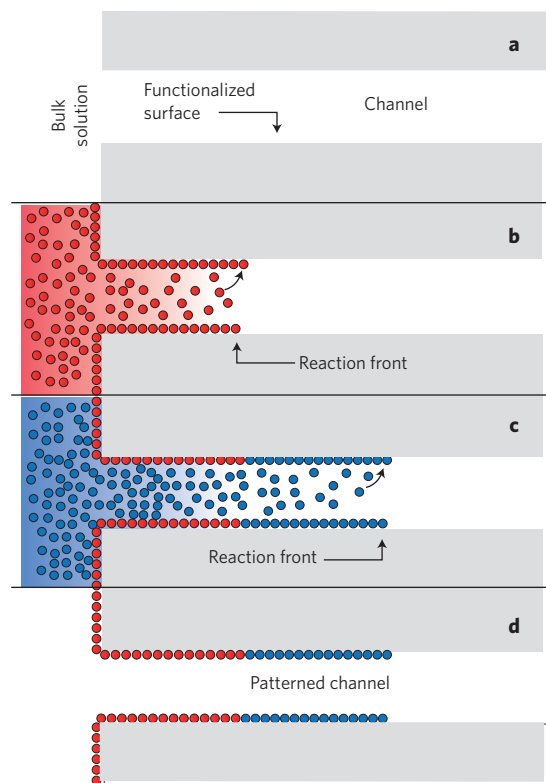 a
Functionalized
surface
Channel
Bulk
solution
b
Reaction front
c
Reaction front
d
Patterned channel